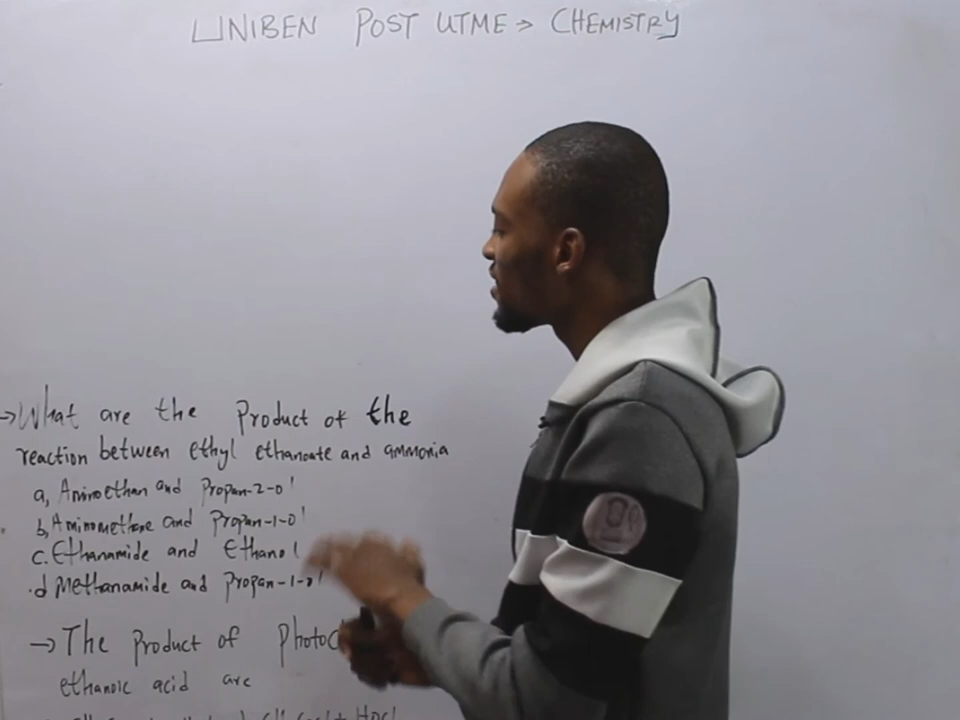 UNIBEN POST UTME → CHEMISTRY
→ What are the Product of the
reaction between ethyl ethanoate and ammonia
a, Aminoethan and Propan-2-ol
b, Aminomethane and Propan-1-ol
c. Ethanamide and Ethanol
.d Methanamide and Propan-1-ol
→ The Product of
ethanoic acid are